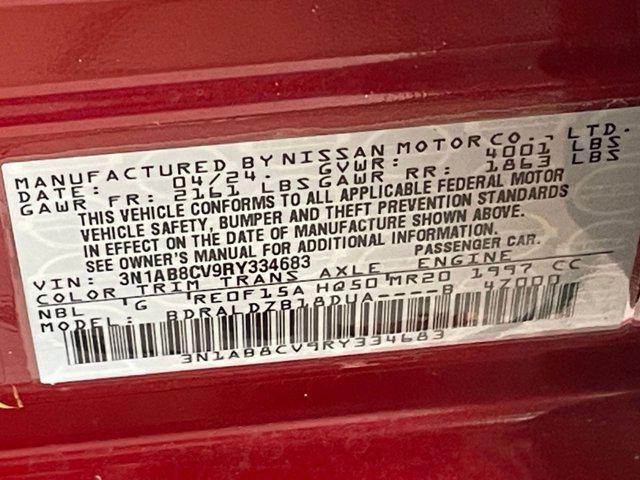 MANUFACTURED BY NISSAN MOTOR CO., LTD.
DATE: 04/24 GVWR: 4001 LBS
GAWR FR: 2161 LBS GAWR RR: 1863 LBS
THIS VEHICLE CONFORMS TO ALL APPLICABLE FEDERAL MOTOR
VEHICLE SAFETY, BUMPER AND THEFT PREVENTION STANDARDS
IN EFFECT ON THE DATE OF MANUFACTURE SHOWN ABOVE.
SEE OWNER'S MANUAL FOR ADDITIONAL INFORMATION.
VIN: 3N1AB8CV9RY334683 PASSENGER CAR.
COLOR TRIM TRANS AXLE ENGINE
NBL G RE0F15A HQ50 MR20 1997 CC
MODEL: BDRALDZB18DUA----B 47000
3N1AB8CV9RY334683